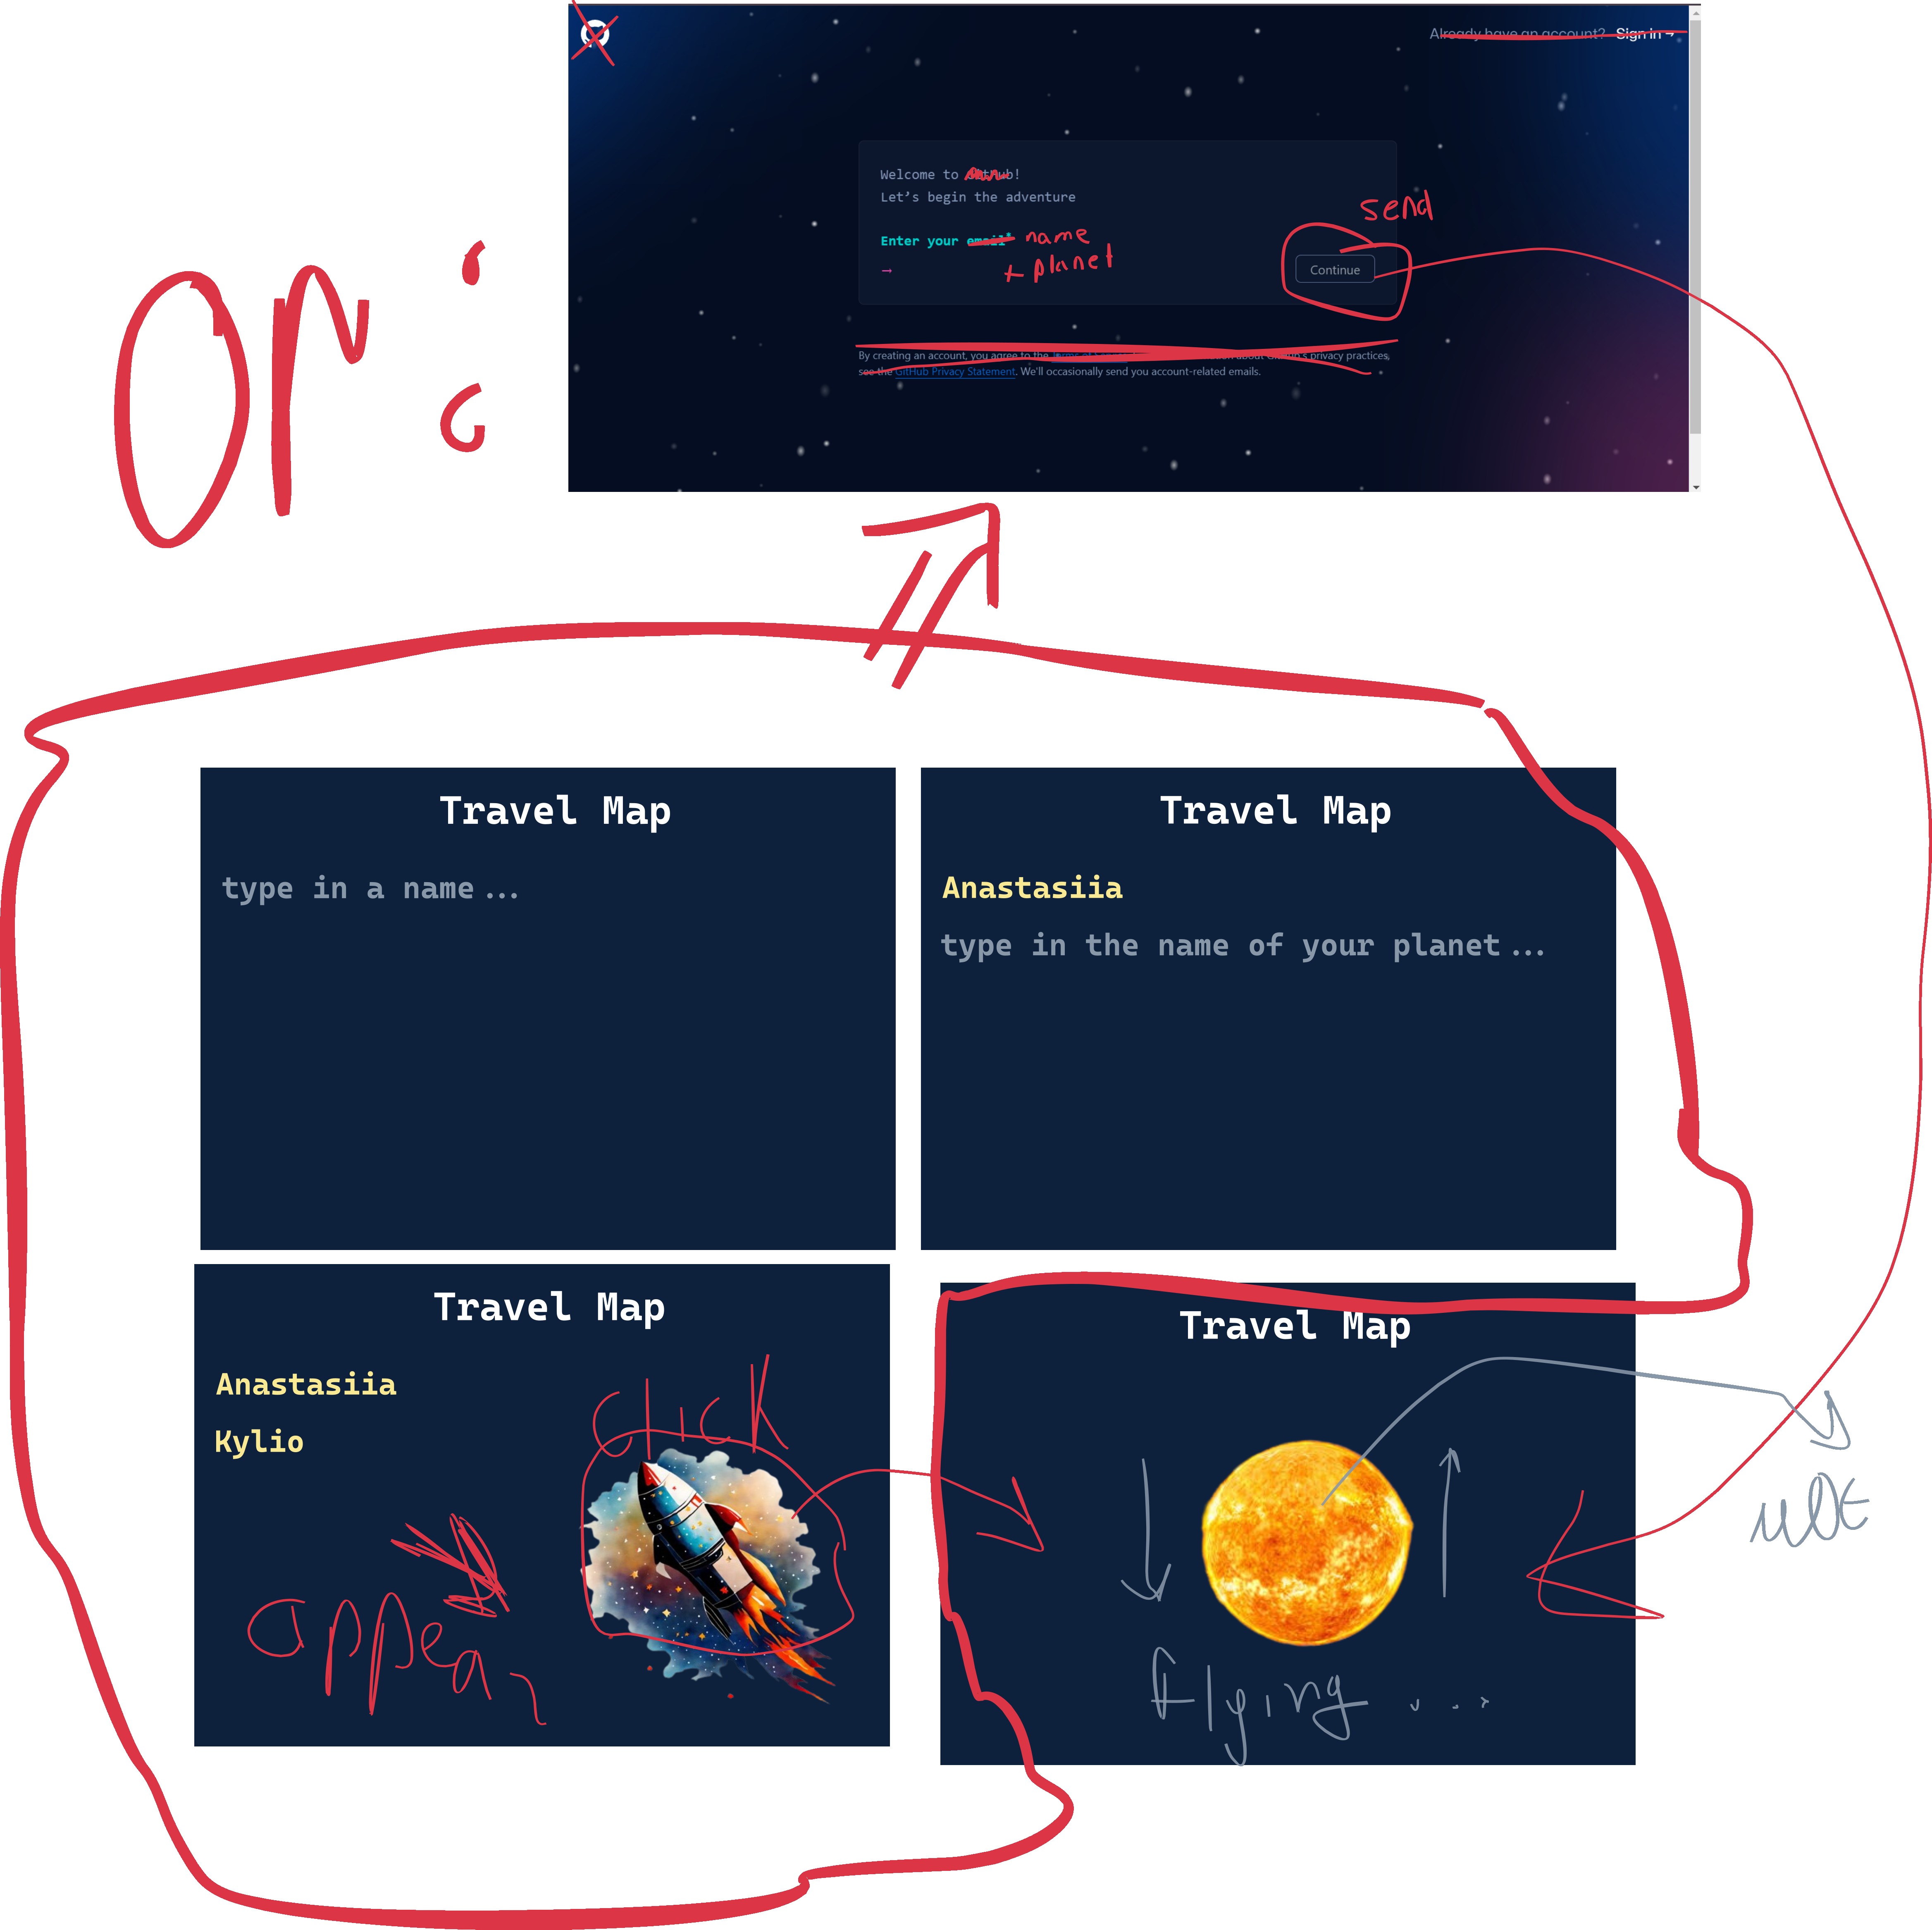 or :
Already have an account? Sign in →
Welcome to GitHub!
Let's begin the adventure
send
Enter your email* name
+ planet
→
Continue
By creating an account, you agree to the about GitHub's privacy practices,
see the GitHub Privacy Statement. We'll occasionally send you account-related emails.
Travel Map
type in a name ...
Travel Map
Anastasiia
type in the name of your planet ...
Travel Map
Anastasiia
Kylio
click
appear
Travel Map
flying ...